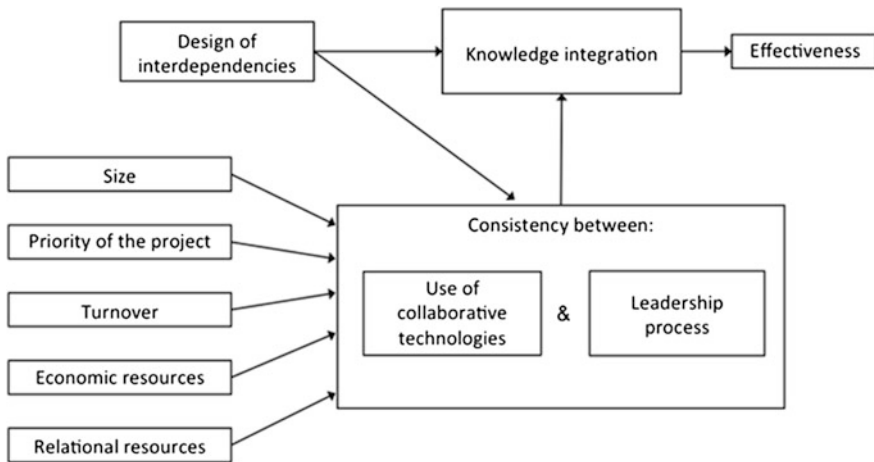 Design of
interdependencies
Knowledge integration
Effectiveness
Size
Priority of the project
Turnover
Economic resources
Relational resources
Consistency between:
Use of
collaborative
technologies
&
Leadership
process